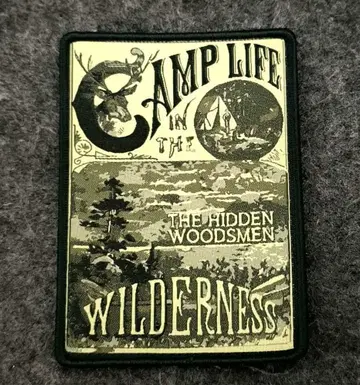 CAMP LIFE
IN
THE
THE HIDDEN
WOODSMEN
WILDERNESS